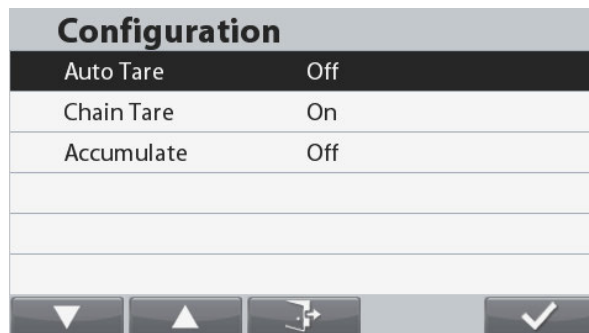 Configuration
Auto Tare Off
Chain Tare On
Accumulate Off